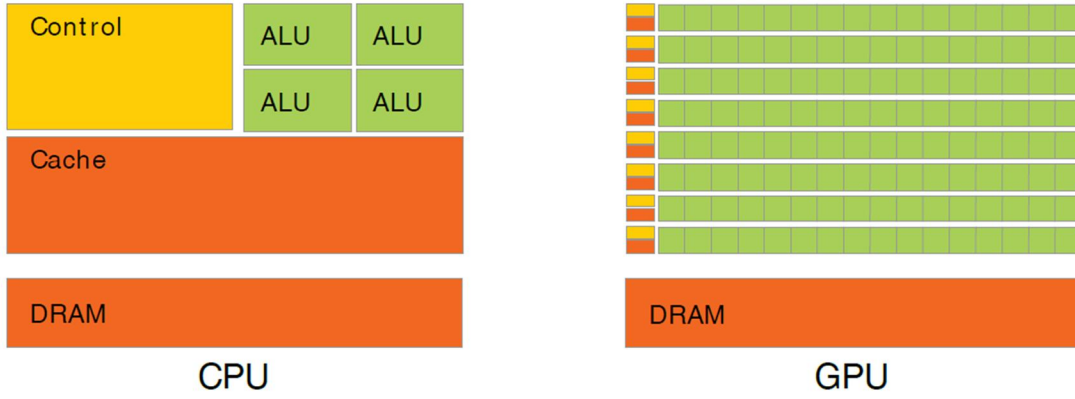 Control
ALU ALU
ALU ALU
Cache
DRAM
CPU
DRAM
GPU